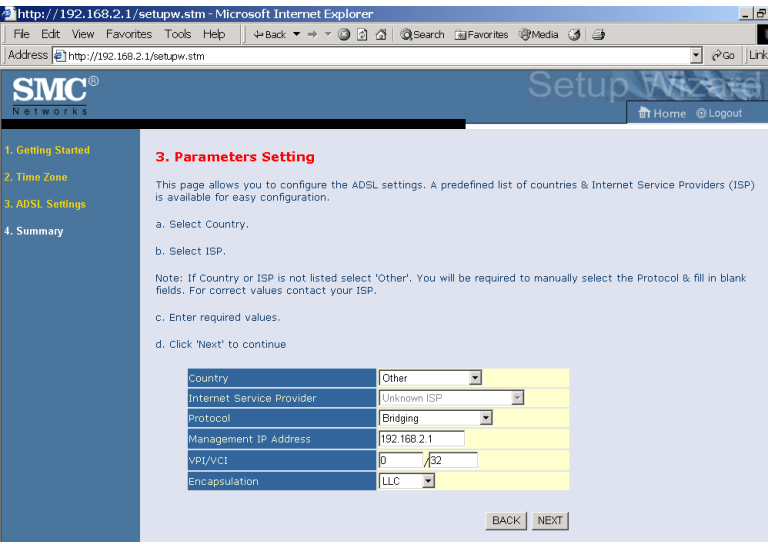 http://192.168.2.1/setupw.stm - Microsoft Internet Explorer
File Edit View Favorites Tools Help Back Search Favorites Media
Address http://192.168.2.1/setupw.stm Go Link
SMC®
Networks
Setup Wizard
Home Logout
1. Getting Started
2. Time Zone
3. ADSL Settings
4. Summary
3. Parameters Setting
This page allows you to configure the ADSL settings. A predefined list of countries & Internet Service Providers (ISP)
is available for easy configuration.
a. Select Country.
b. Select ISP.
Note: If Country or ISP is not listed select 'Other'. You will be required to manually select the Protocol & fill in blank
fields. For correct values contact your ISP.
c. Enter required values.
d. Click 'Next' to continue
Country Other
Internet Service Provider Unknown ISP
Protocol Bridging
Management IP Address 192.168.2.1
VPI/VCI 0 /32
Encapsulation LLC
BACK NEXT